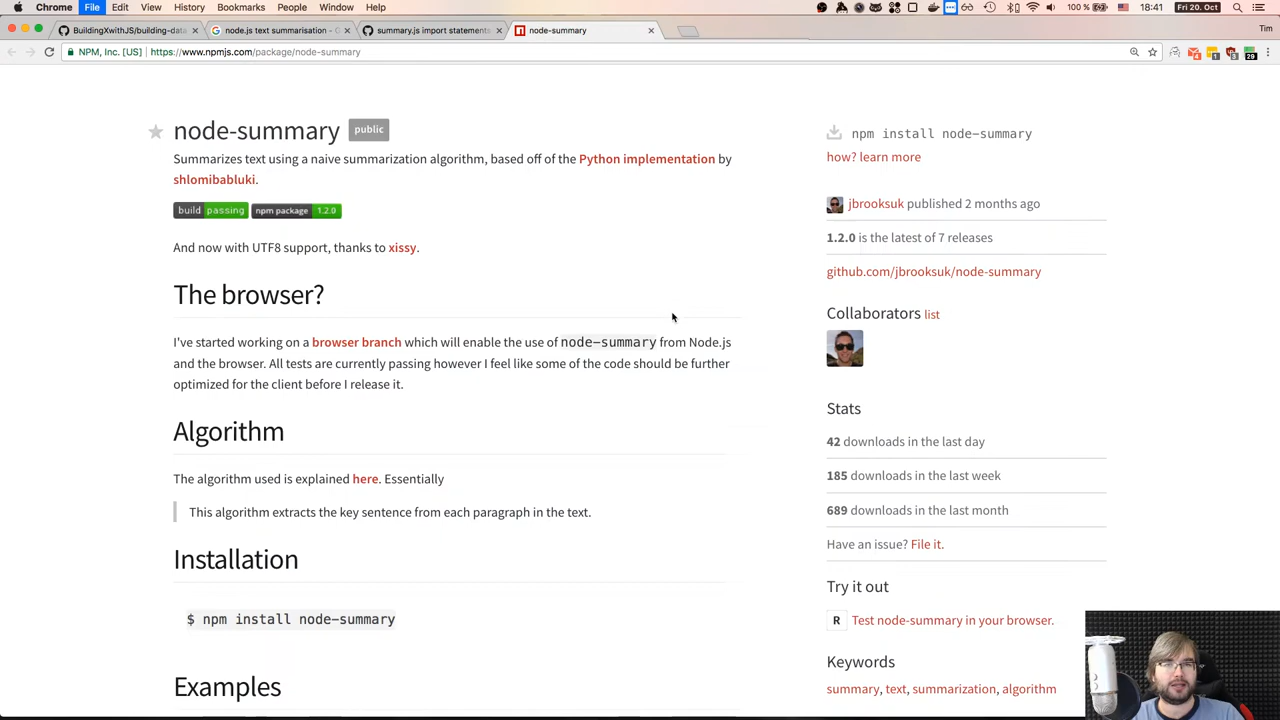 Chrome File Edit View History Bookmarks People Window Help 100 % 18:41 Fri 20. Oct
BuildingXwithJS/building-data node.js text summarisation - summary.js import statements node-summary Tim
NPM, Inc. [US] https://www.npmjs.com/package/node-summary 4 1 8 29
node-summary public
Summarizes text using a naive summarization algorithm, based off of the Python implementation by
shlomibabluki.
build passing npm package 1.2.0
And now with UTF8 support, thanks to xissy.
The browser?
I've started working on a browser branch which will enable the use of node-summary from Node.js
and the browser. All tests are currently passing however I feel like some of the code should be further
optimized for the client before I release it.
Algorithm
The algorithm used is explained here. Essentially
This algorithm extracts the key sentence from each paragraph in the text.
Installation
$ npm install node-summary
Examples
npm install node-summary
how? learn more
jbrooksuk published 2 months ago
1.2.0 is the latest of 7 releases
github.com/jbrooksuk/node-summary
Collaborators list
Stats
42 downloads in the last day
185 downloads in the last week
689 downloads in the last month
Have an issue? File it.
Try it out
R Test node-summary in your browser.
Keywords
summary, text, summarization, algorithm